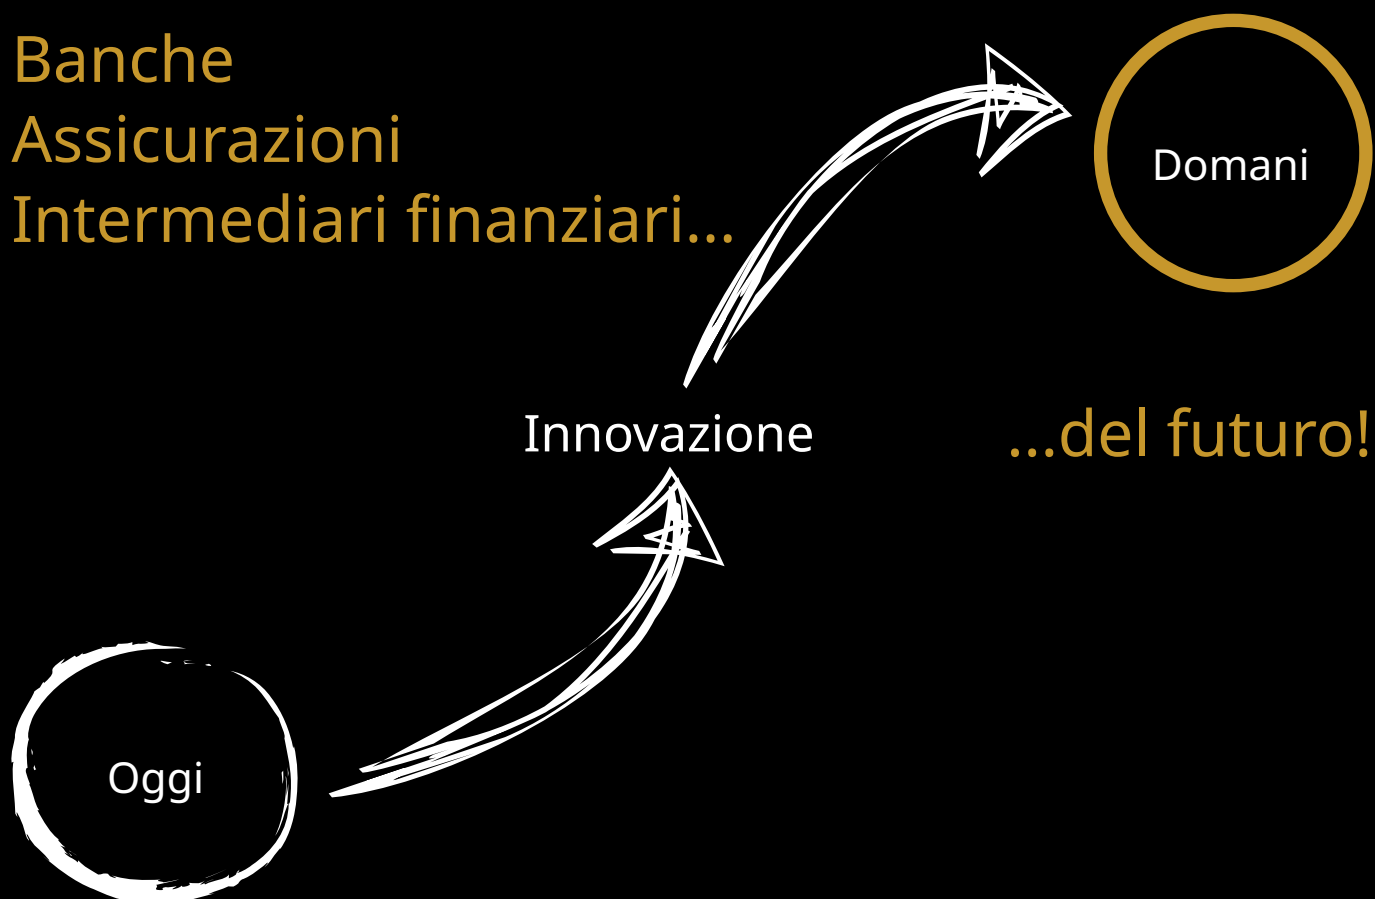 Banche
Assicurazioni
Intermediari finanziari...
Domani
Innovazione
...del futuro!
Oggi